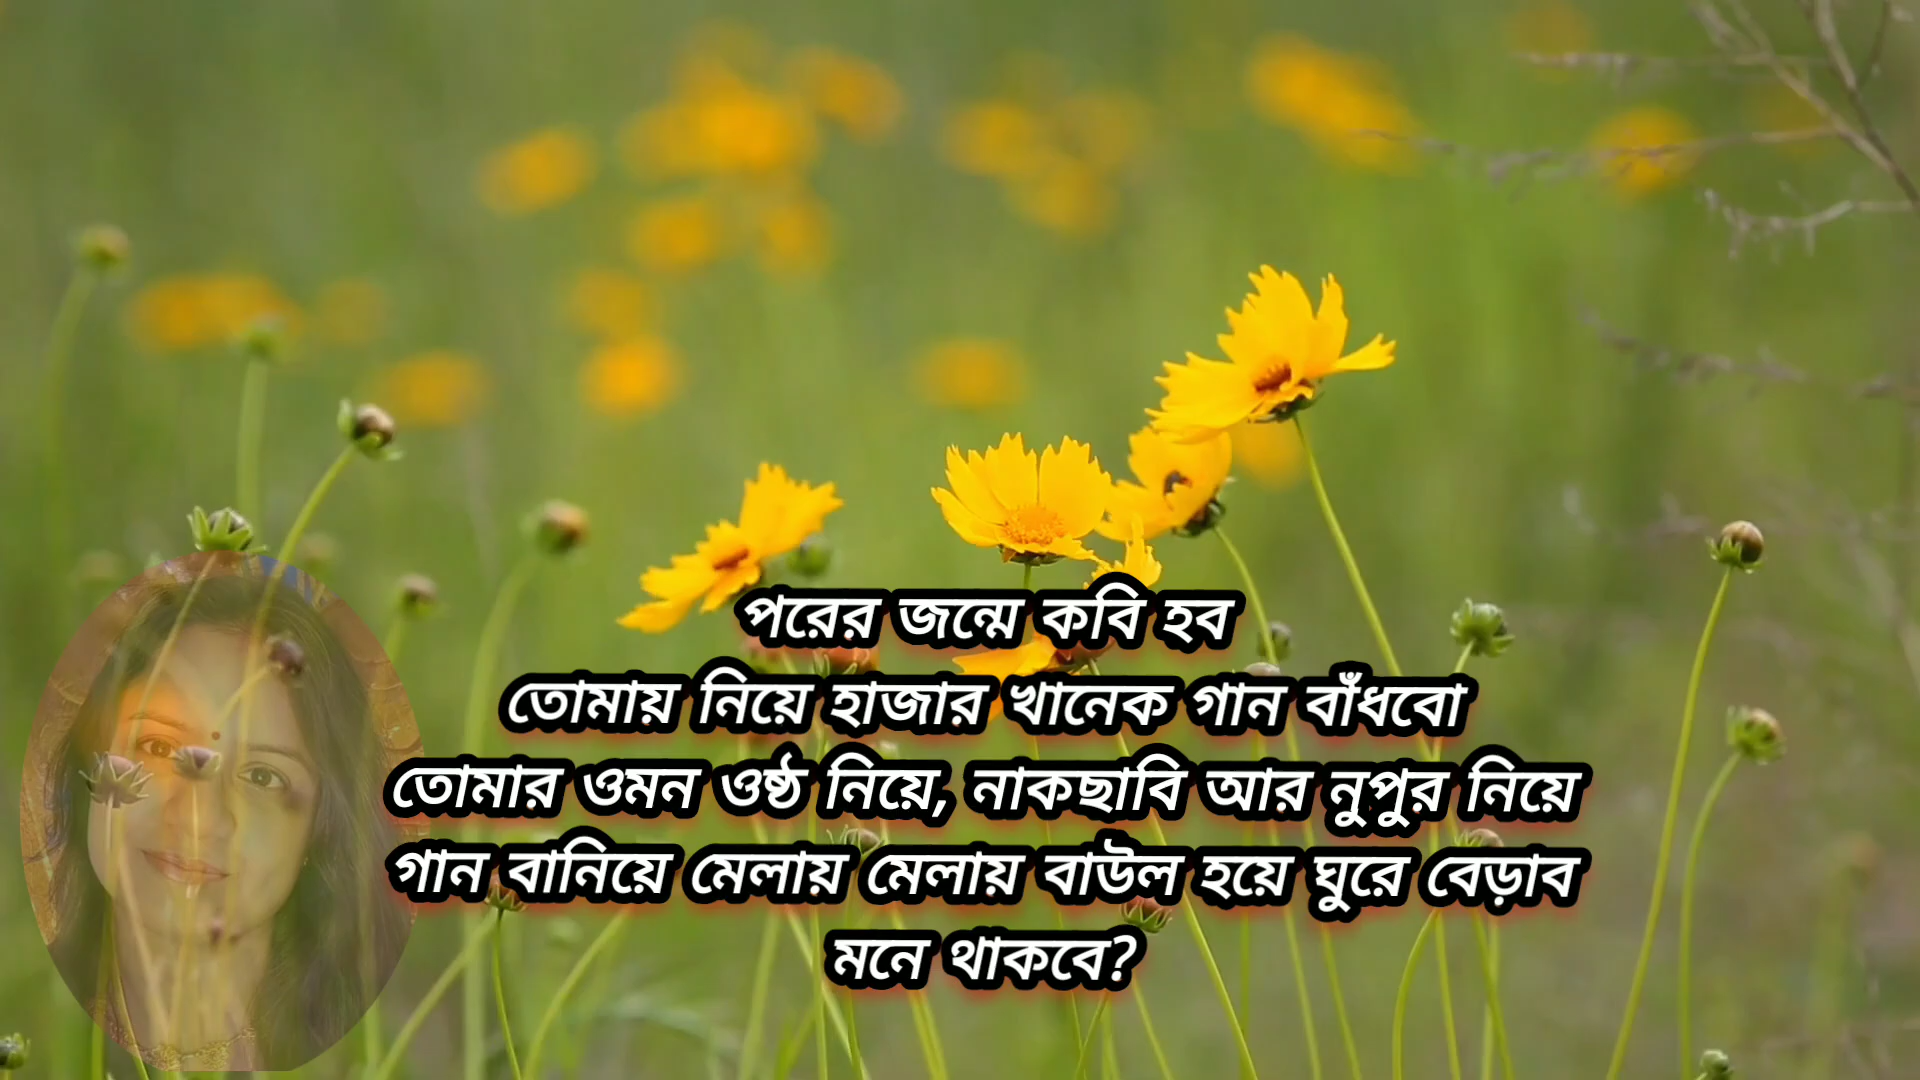 পরের জন্মে কবি হব
তোমায় নিয়ে হাজার খানেক গান বাঁধবো
তোমার ওমন ওষ্ঠ নিয়ে, নাকছাবি আর নুপুর নিয়ে
গান বানিয়ে মেলায় মেলায় বাউল হয়ে ঘুরে বেড়াব
মনে থাকবে?